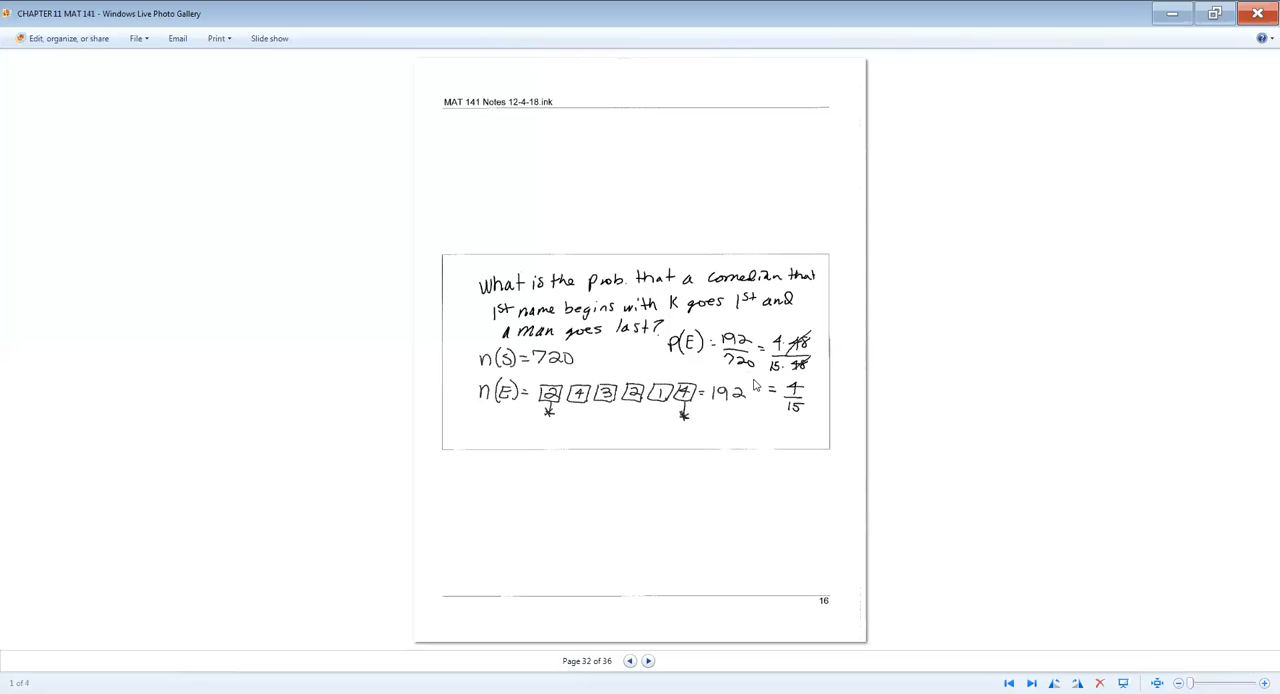 CHAPTER 11 MAT 141 - Windows Live Photo Gallery
Edit, organize, or share File Email Print Slide show
MAT 141 Notes 12-4-18.ink
What is the prob. that a comedian that
1st name begins with K goes 1st and
a man goes last?
P(E) = 192/720 = 4·48/15·48
n(S) = 720
n(E) = 2 4 3 2 1 4 = 192 = 4/15
* *
16
Page 32 of 36
1 of 4